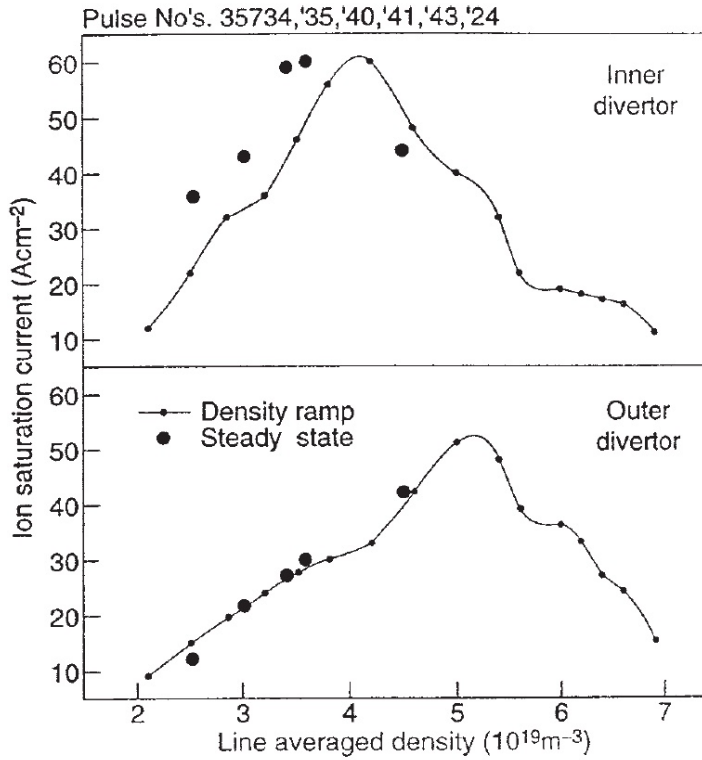 Pulse No's. 35734,'35,'40,'41,'43,'24
60
50
40
30
20
10
Inner
divertor
Ion saturation current (Acm⁻²)
60
50
40
30
20
10
Density ramp
Steady state
Outer
divertor
2 3 4 5 6 7
Line averaged density (10¹⁹m⁻³)